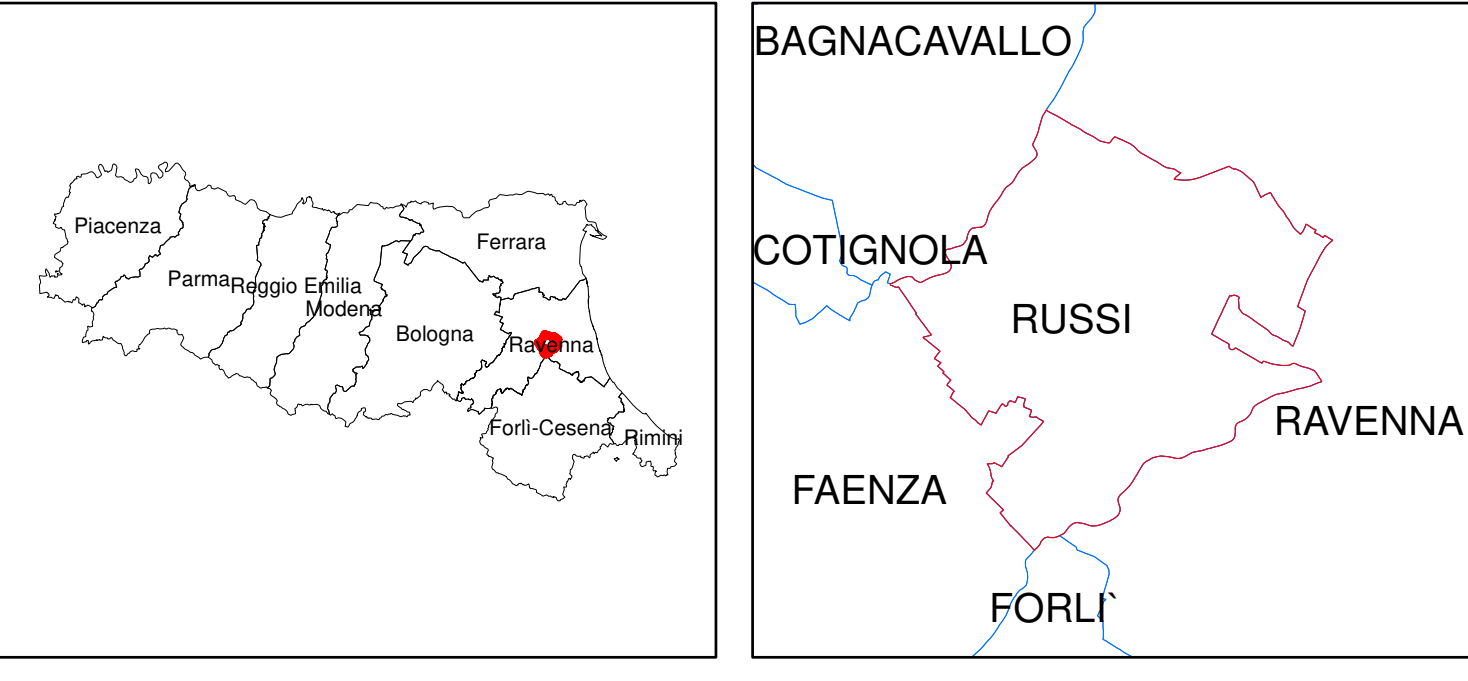 Piacenza
Ferrara
Parma
Reggio Emilia
Modena
Bologna
Ravenna
Forlì-Cesena
Rimini
BAGNACAVALLO
COTIGNOLA
RUSSI
RAVENNA
FAENZA
FORLI`